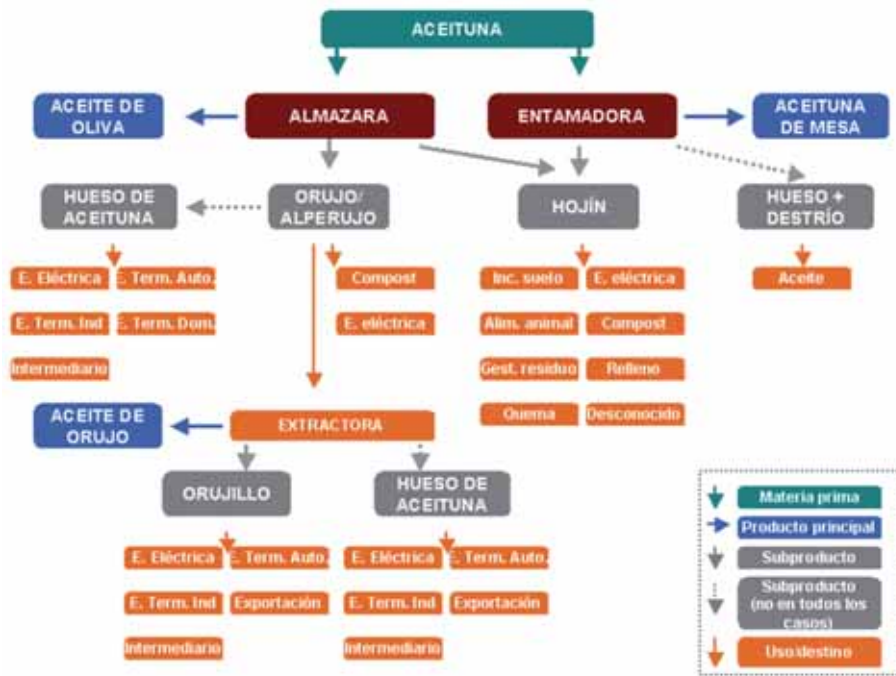 ACEITUNA
ACEITE DE
OLIVA
ALMAZARA
ENTAMADORA
ACEITUNA
DE MESA
HUESO DE
ACEITUNA
ORUJO/
ALPERUJO
HOJÍN
HUESO +
DESTRÍO
E. Eléctrica
E. Term. Auto.
E. Term. Ind
E. Term. Dom.
Intermediario
Compost
E. eléctrica
Inc. suelo
E. eléctrica
Alim. animal
Compost
Gest. residuo
Relleno
Quema
Desconocido
Aceite
ACEITE DE
ORUJO
EXTRACTORA
ORUJILLO
HUESO DE
ACEITUNA
E. Eléctrica
E. Term. Auto.
E. Term. Ind
Exportación
Intermediario
E. Eléctrica
E. Term. Auto.
E. Term. Ind
Exportación
Intermediario
Materia prima
Producto principal
Subproducto
Subproducto
(no en todos los
casos)
Uso/destino